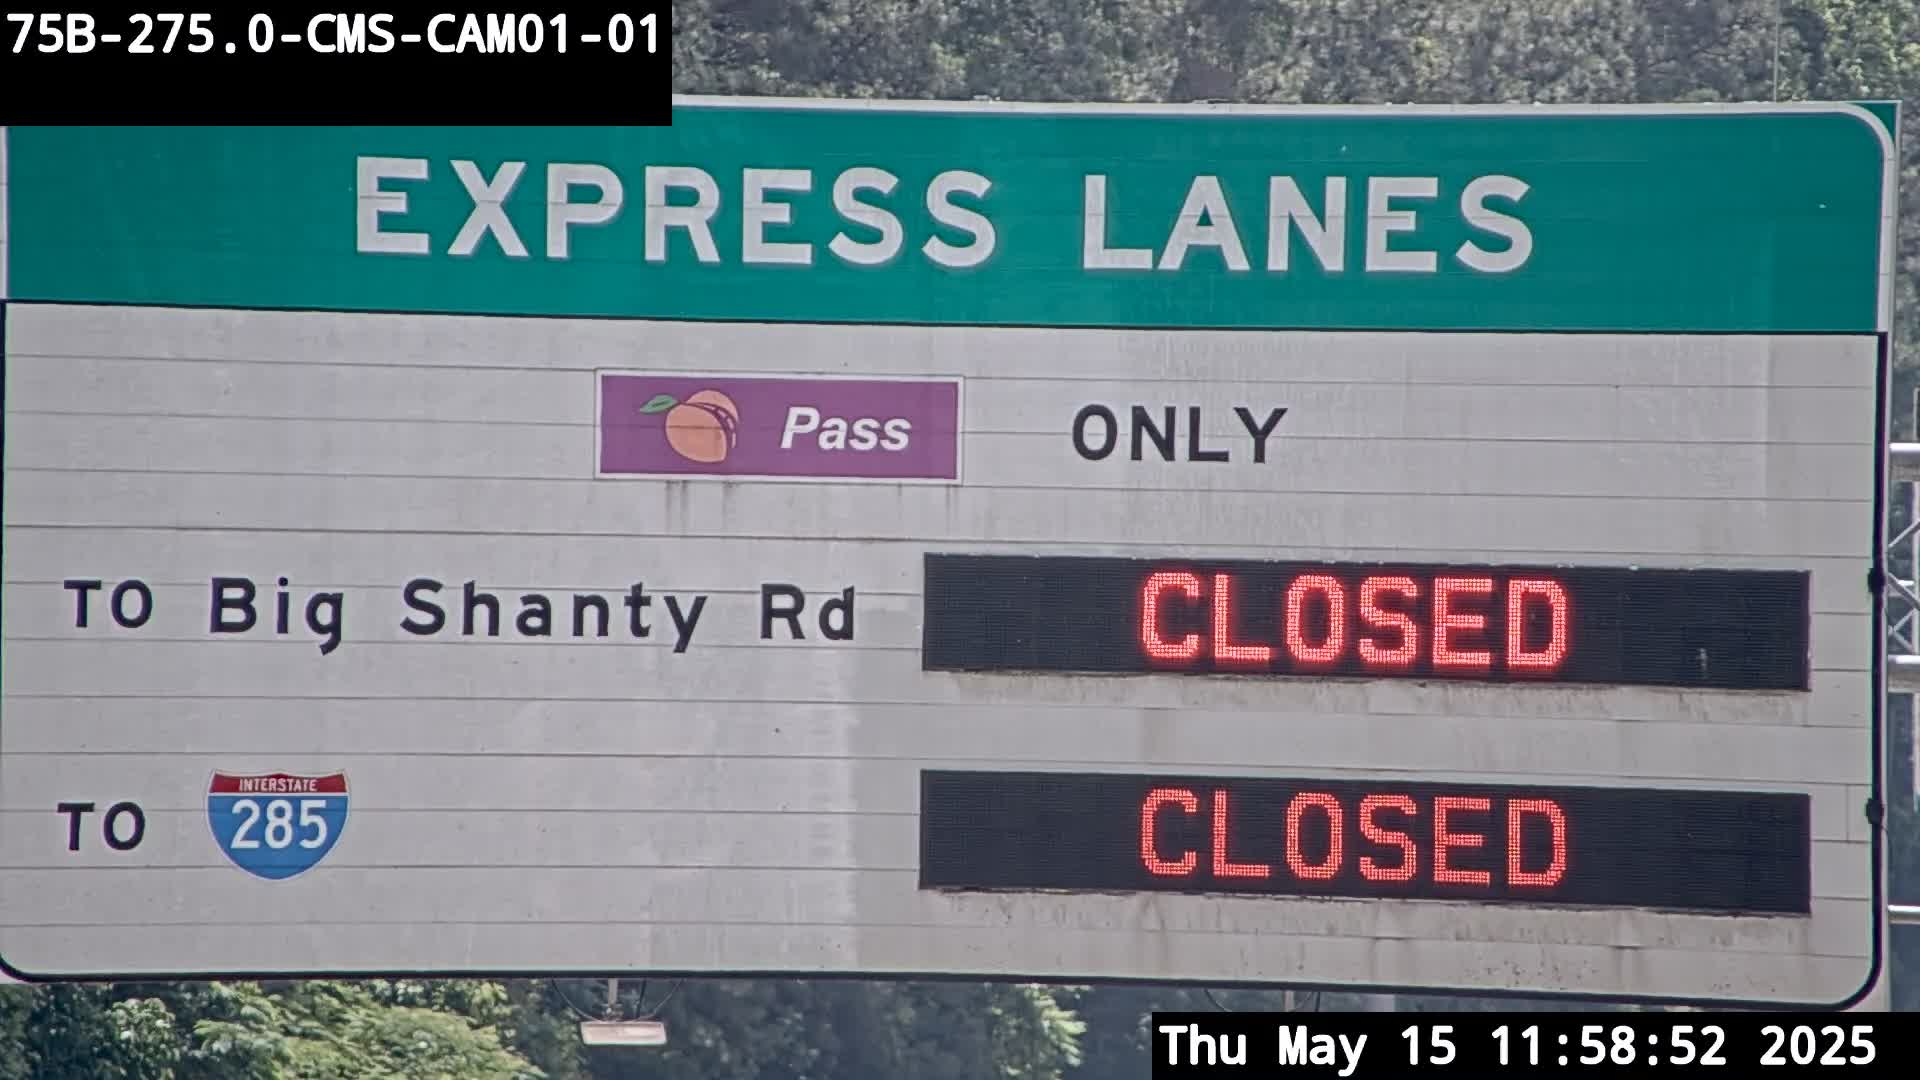 75B-275.0-CMS-CAM01-01
EXPRESS LANES
Pass ONLY
TO Big Shanty Rd CLOSED
INTERSTATE
TO 285 CLOSED
Thu May 15 11:58:52 2025